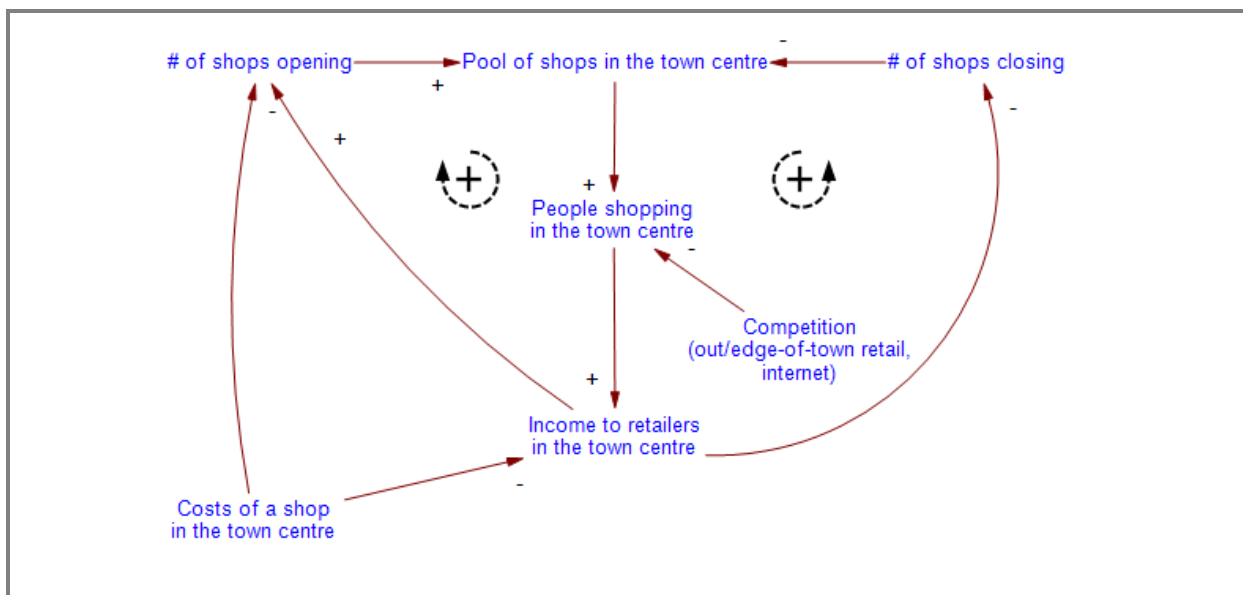 -
# of shops opening
Pool of shops in the town centre
# of shops closing
+
-
-
+
+
+
+
People shopping
in the town centre
-
Competition
(out/edge-of-town retail,
internet)
+
Income to retailers
in the town centre
-
Costs of a shop
in the town centre